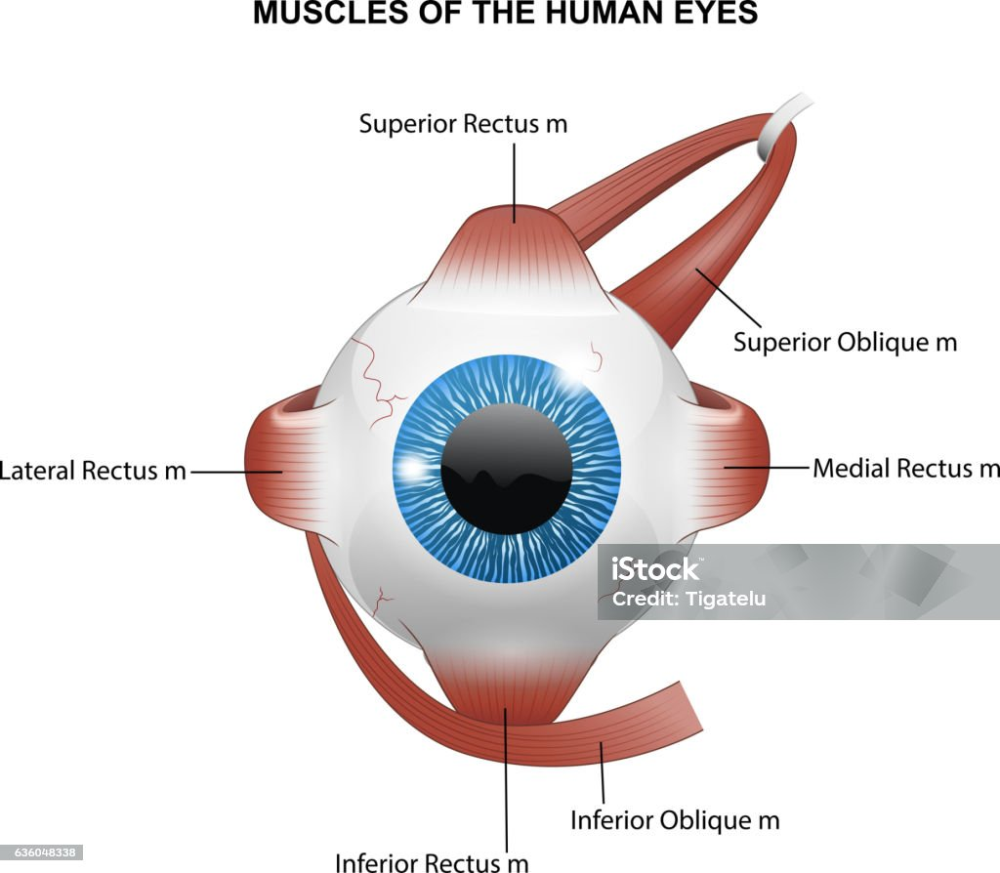 MUSCLES OF THE HUMAN EYES
Superior Rectus m
Superior Oblique m
Lateral Rectus m
Medial Rectus m
iStock™
Credit: Tigatelu
Inferior Oblique m
Inferior Rectus m
636048338